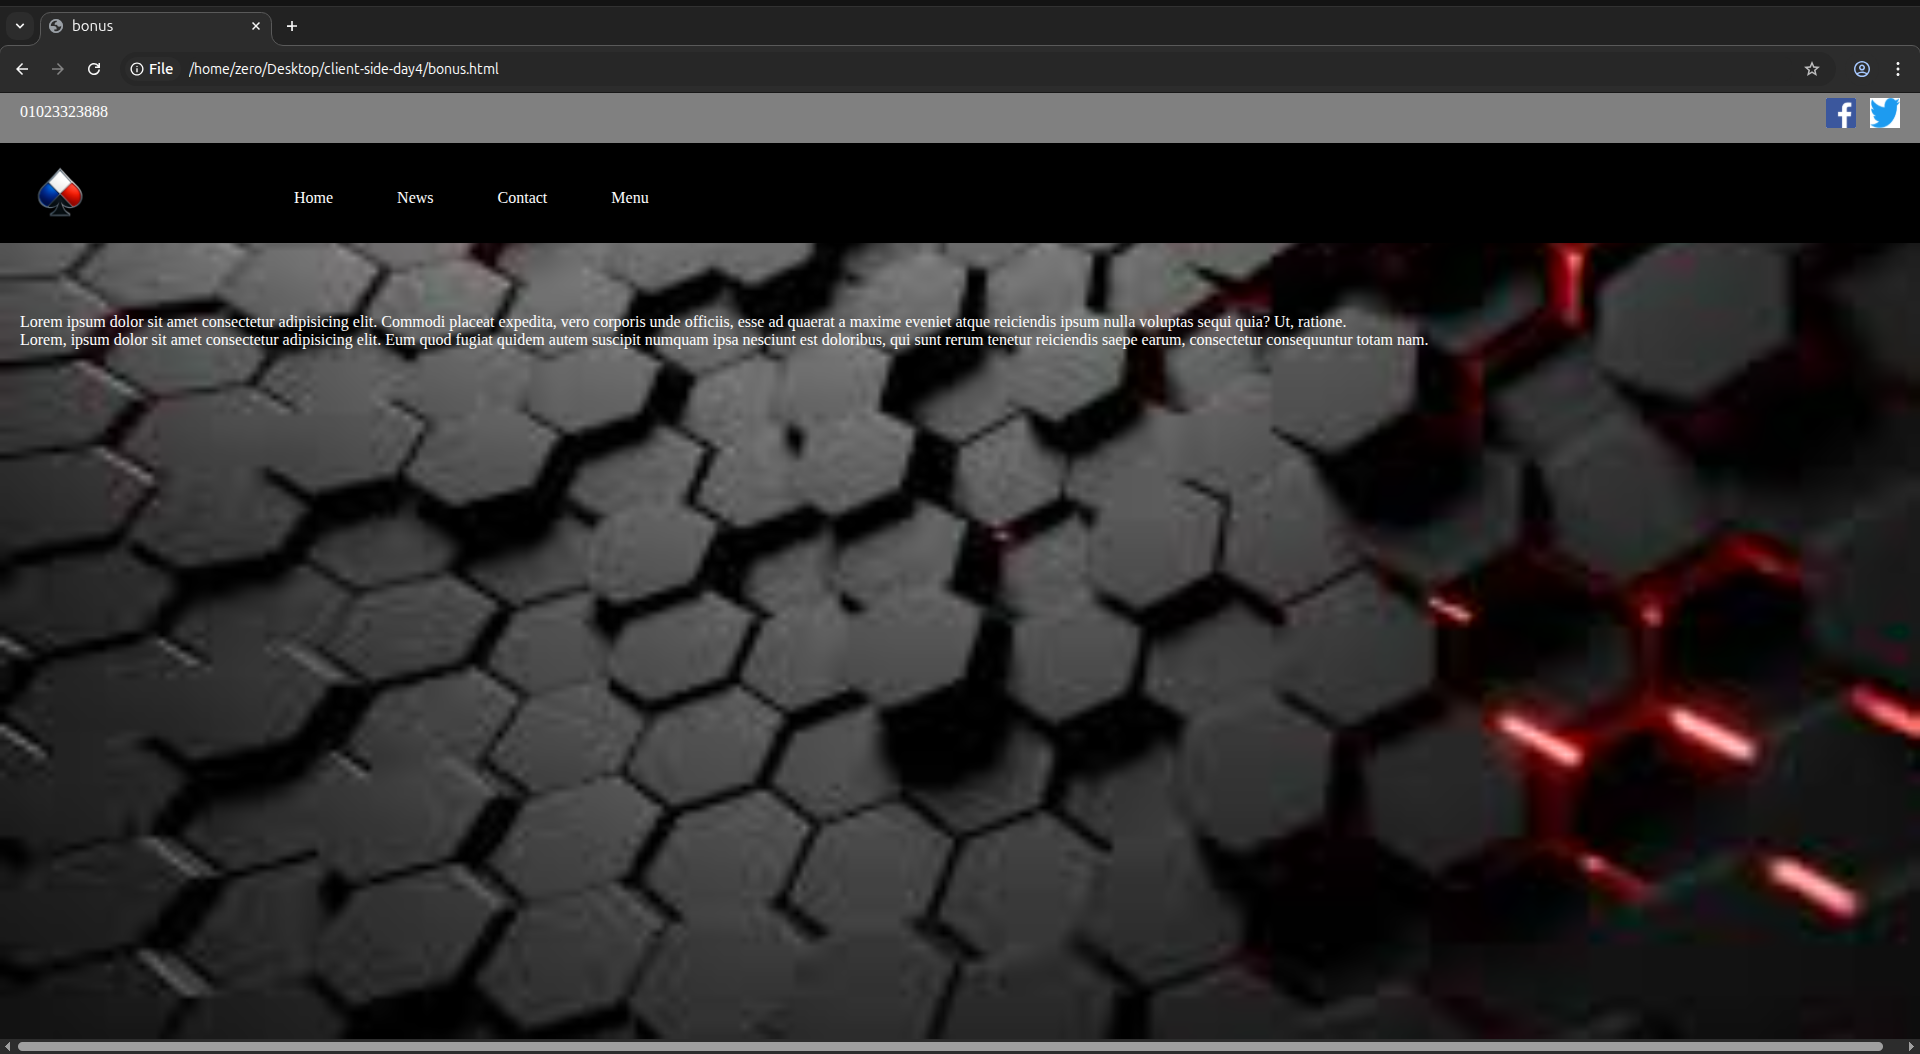 bonus
File /home/zero/Desktop/client-side-day4/bonus.html
01023323888
Home News Contact Menu
Lorem ipsum dolor sit amet consectetur adipisicing elit. Commodi placeat expedita, vero corporis unde officiis, esse ad quaerat a maxime eveniet atque reiciendis ipsum nulla voluptas sequi quia? Ut, ratione.
Lorem, ipsum dolor sit amet consectetur adipisicing elit. Eum quod fugiat quidem autem suscipit numquam ipsa nesciunt est doloribus, qui sunt rerum tenetur reiciendis saepe earum, consectetur consequuntur totam nam.